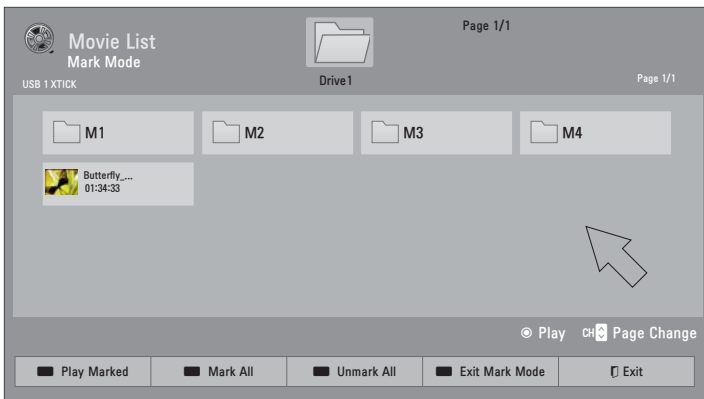 Movie List
Mark Mode
USB 1 XTICK
Drive1
Page 1/1
Page 1/1
M1
M2
M3
M4
Butterfly_...
01:34:33
Play CH Page Change
Play Marked
Mark All
Unmark All
Exit Mark Mode
Exit